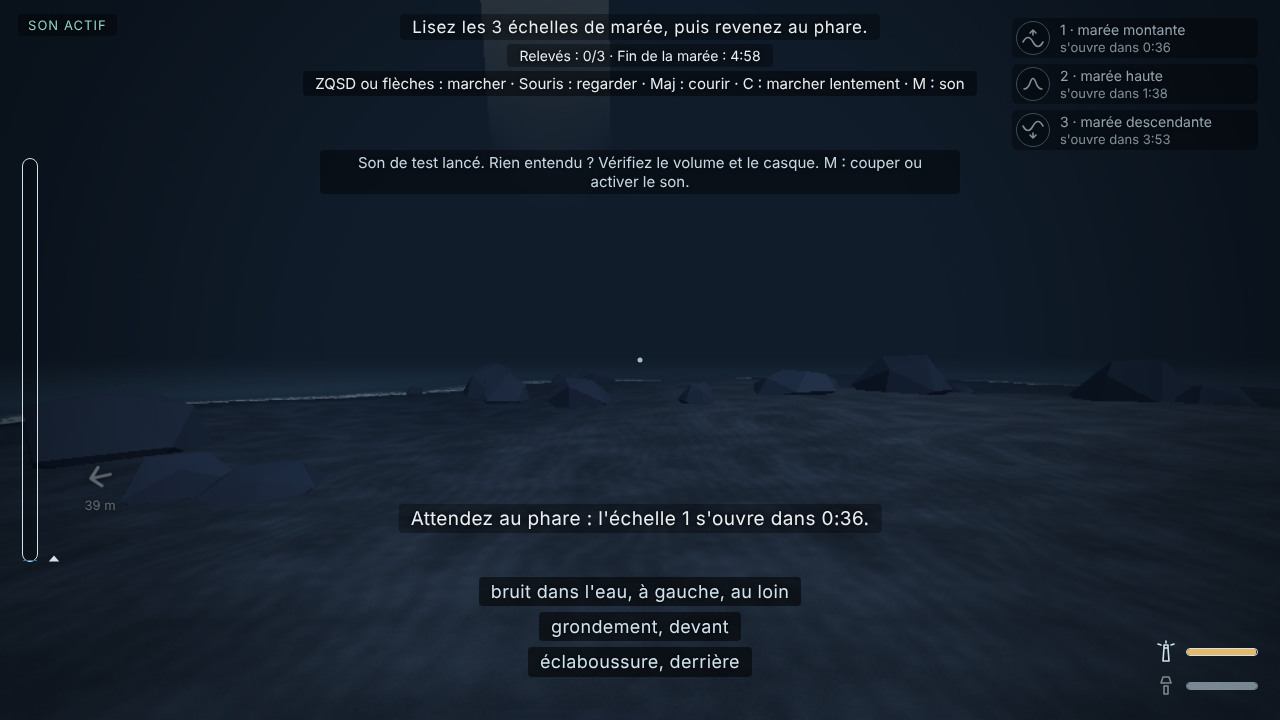 SON ACTIF
Lisez les 3 échelles de marée, puis revenez au phare.
Relevés : 0/3 · Fin de la marée : 4:58
ZQSD ou flèches : marcher · Souris : regarder · Maj : courir · C : marcher lentement · M : son
1 · marée montante
s'ouvre dans 0:36
2 · marée haute
s'ouvre dans 1:38
3 · marée descendante
s'ouvre dans 3:53
Son de test lancé. Rien entendu ? Vérifiez le volume et le casque. M : couper ou
activer le son.
39 m
Attendez au phare : l'échelle 1 s'ouvre dans 0:36.
bruit dans l'eau, à gauche, au loin
grondement, devant
éclaboussure, derrière